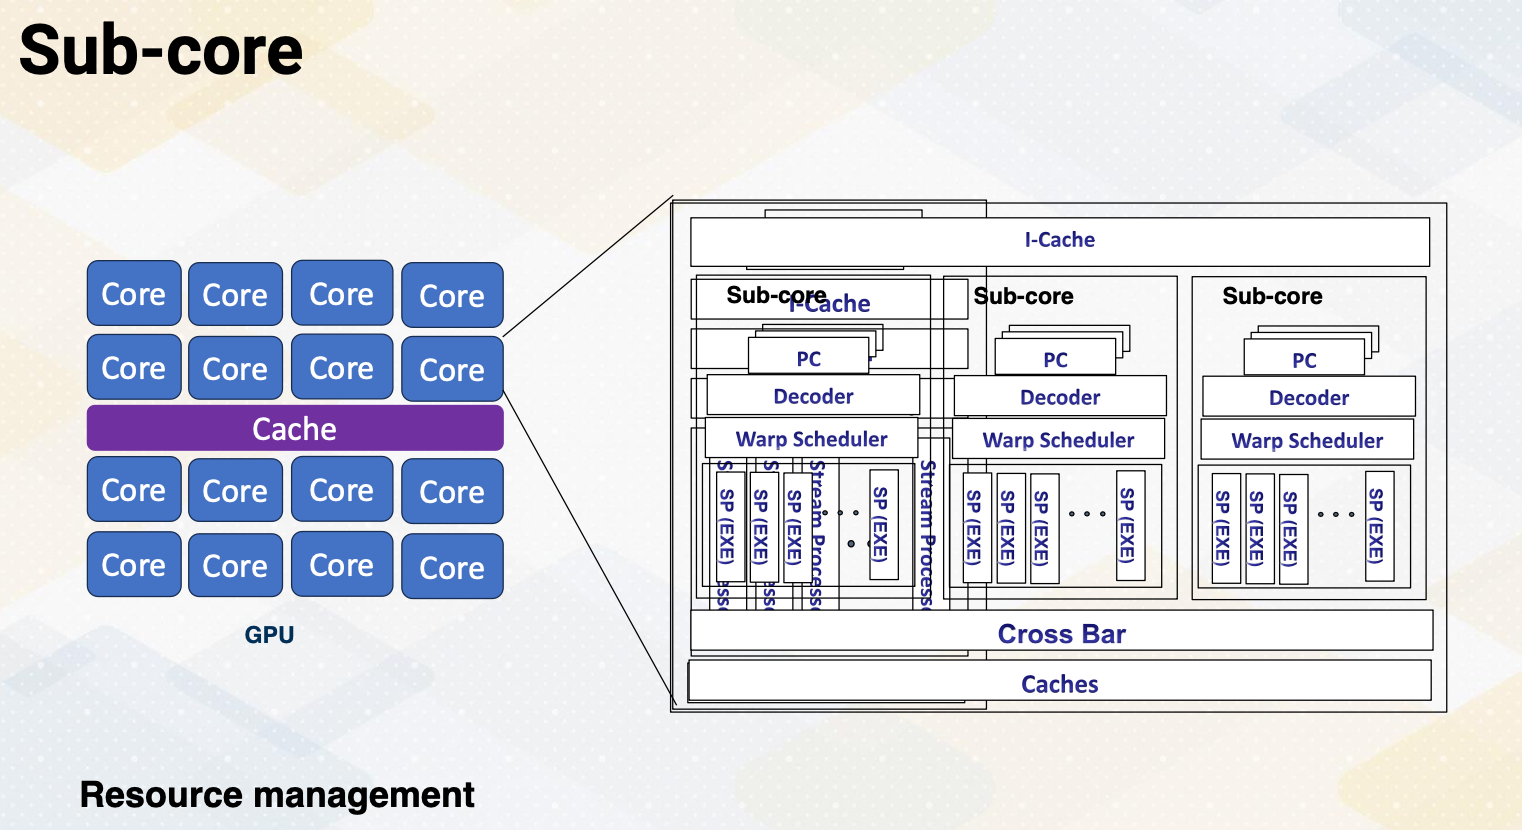 Sub-core
Core Core Core Core
Core Core Core Core
Cache
Core Core Core Core
Core Core Core Core
GPU
I-Cache
Sub-core
I-Cache
PC
Decoder
Warp Scheduler
SP (EXE)
SP (EXE)
SP (EXE)
SP (EXE)
Stream Process
Stream Process
Sub-core
PC
Decoder
Warp Scheduler
SP (EXE)
SP (EXE)
SP (EXE)
SP (EXE)
Sub-core
PC
Decoder
Warp Scheduler
SP (EXE)
SP (EXE)
SP (EXE)
SP (EXE)
Cross Bar
Caches
Resource management